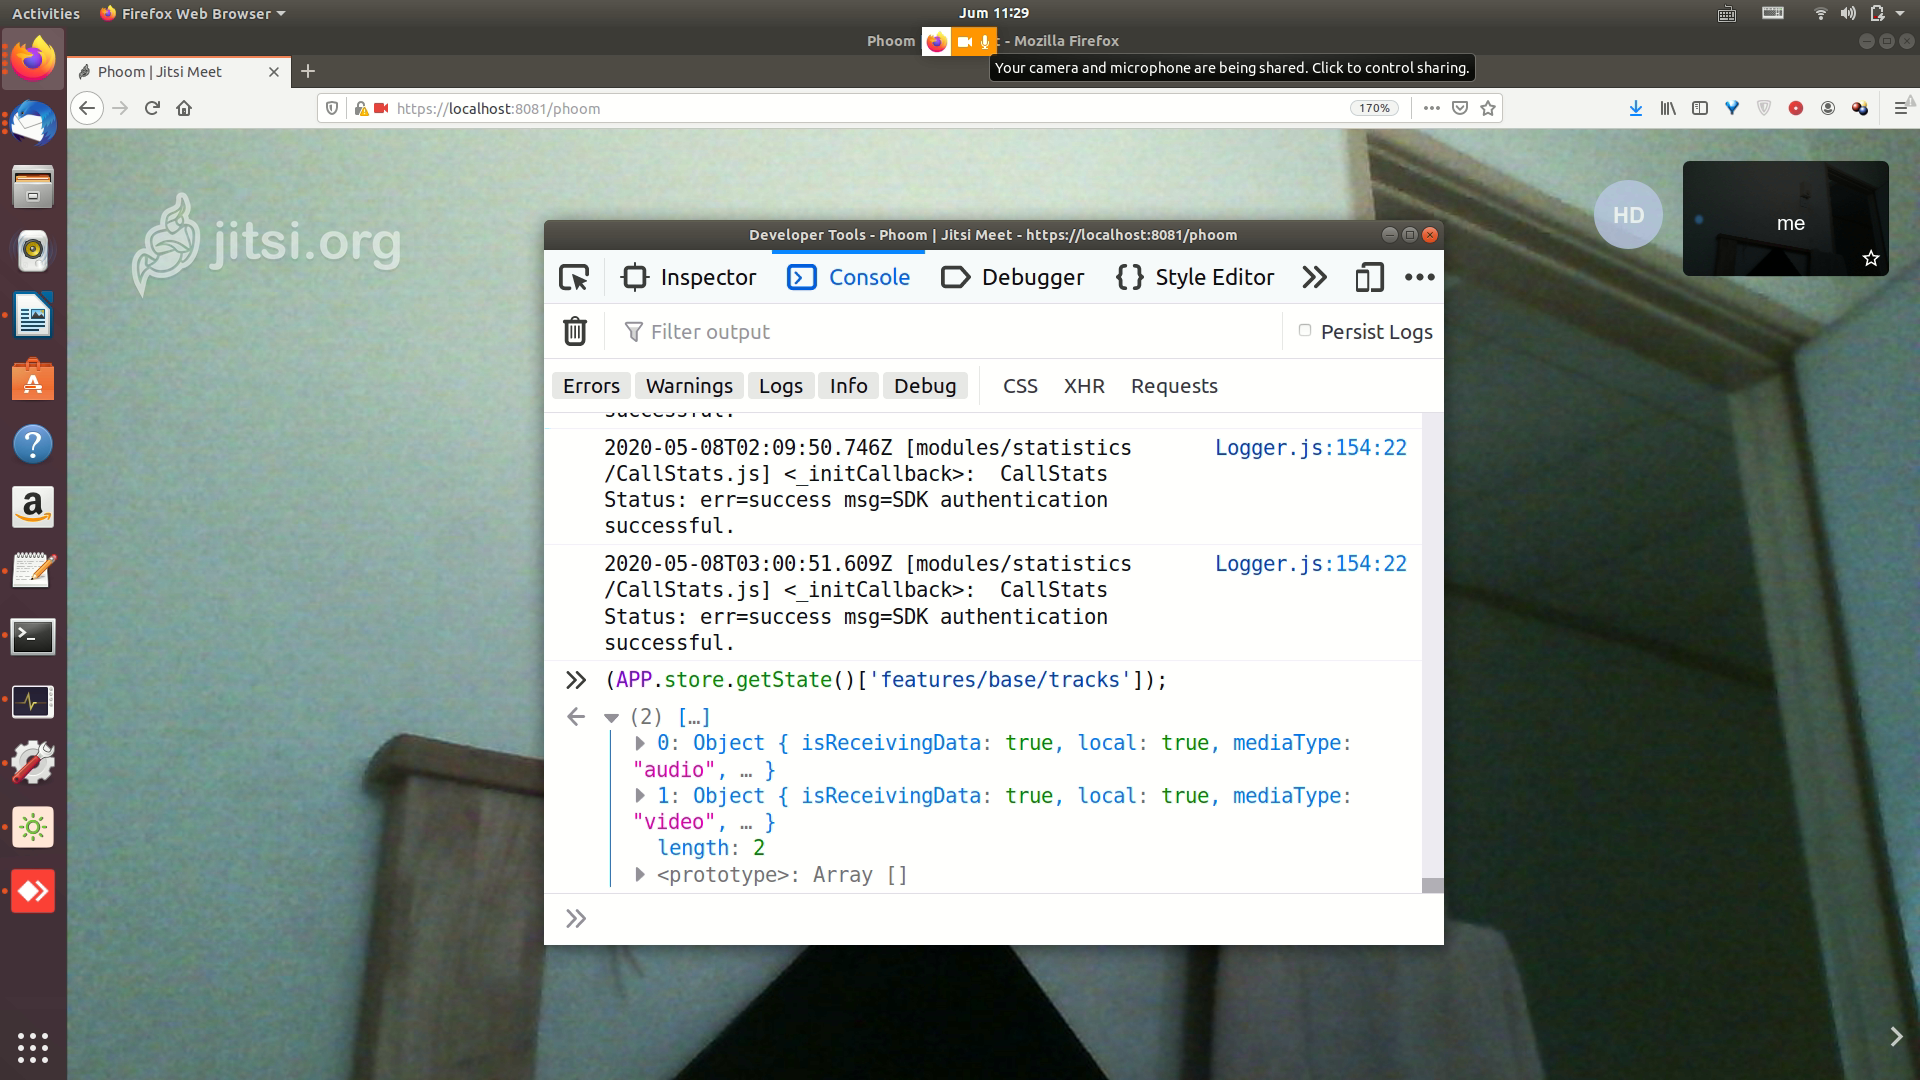 Activities Firefox Web Browser Jum 11:29
Phoom t - Mozilla Firefox
Your camera and microphone are being shared. Click to control sharing.
Phoom | Jitsi Meet
https://localhost:8081/phoom 170%
jitsi.org
HD
me
Developer Tools - Phoom | Jitsi Meet - https://localhost:8081/phoom
Inspector Console Debugger Style Editor
Filter output Persist Logs
Errors Warnings Logs Info Debug CSS XHR Requests
successful.
2020-05-08T02:09:50.746Z [modules/statistics Logger.js:154:22
/CallStats.js] <_initCallback>: CallStats
Status: err=success msg=SDK authentication
successful.
2020-05-08T03:00:51.609Z [modules/statistics Logger.js:154:22
/CallStats.js] <_initCallback>: CallStats
Status: err=success msg=SDK authentication
successful.
(APP.store.getState()['features/base/tracks']);
(2) […]
0: Object { isReceivingData: true, local: true, mediaType:
"audio", … }
1: Object { isReceivingData: true, local: true, mediaType:
"video", … }
length: 2
<prototype>: Array []